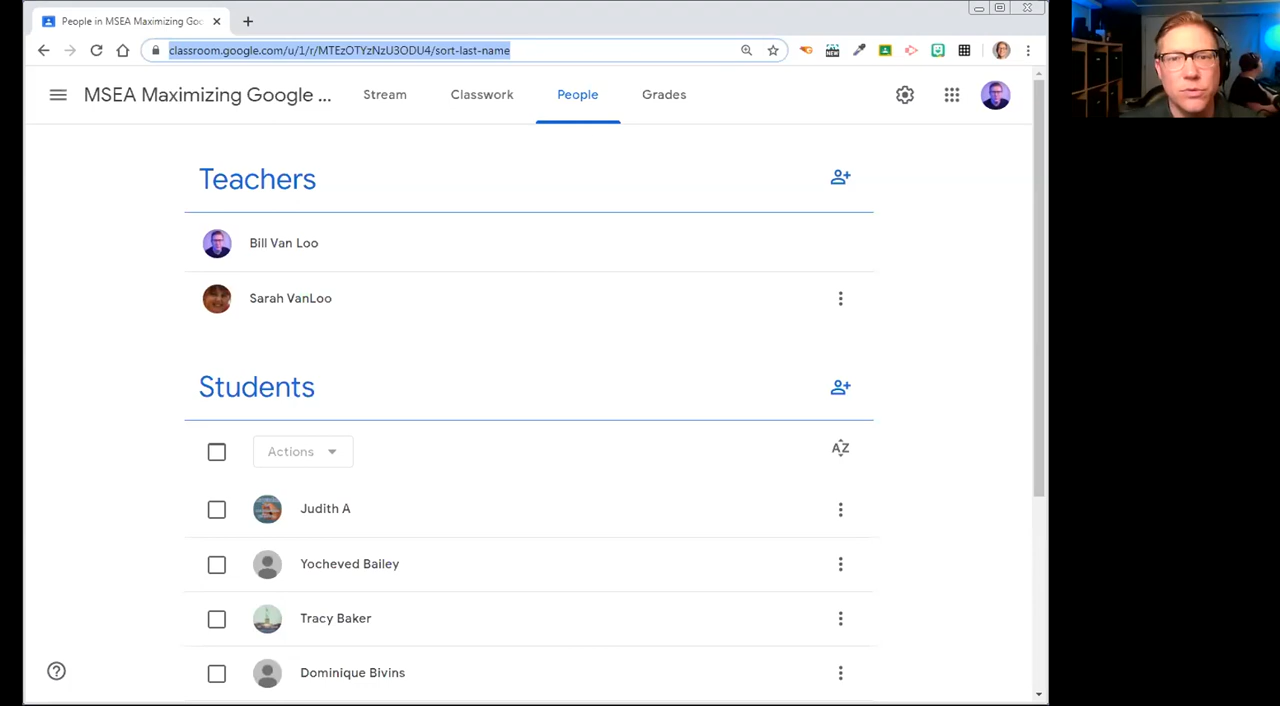 People in MSEA Maximizing Goo
classroom.google.com/u/1/r/MTEzOTYzNzU3ODU4/sort-last-name
MSEA Maximizing Google ...
Stream
Classwork
People
Grades
Teachers
Bill Van Loo
Sarah VanLoo
Students
Actions
AZ
Judith A
Yocheved Bailey
Tracy Baker
Dominique Bivins